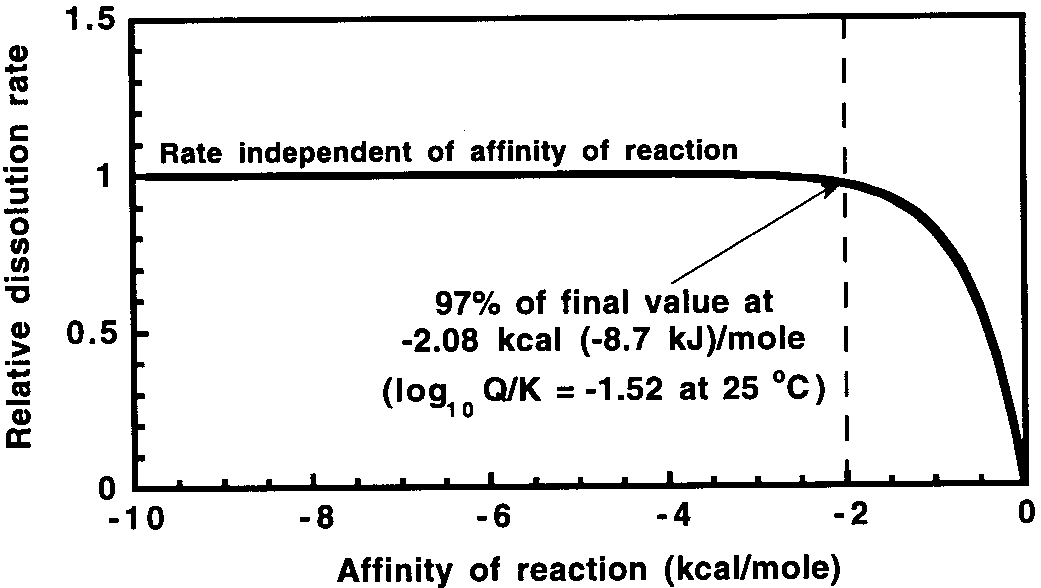 1.5
Relative dissolution rate
Rate independent of affinity of reaction
1
97% of final value at
-2.08 kcal (-8.7 kJ)/mole
0.5
(log10 Q/K = -1.52 at 25 °C)
0
-10 -8 -6 -4 -2 0
Affinity of reaction (kcal/mole)